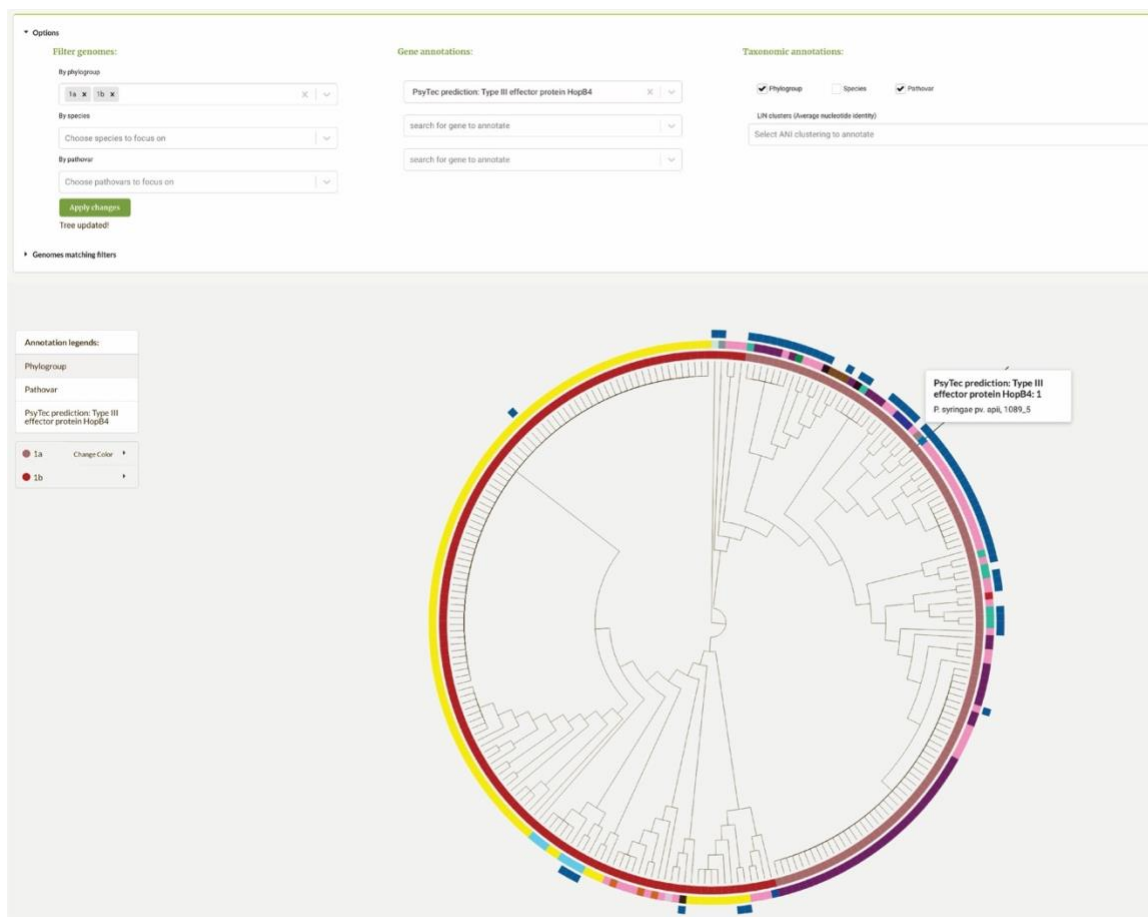 Options
Filter genomes:
Gene annotations:
Taxonomic annotations:
By phylogroup
1a x 1b x
PsyTec prediction: Type III effector protein HopB4
Phylogroup
Species
Pathovar
By species
LIN clusters (Average nucleotide identity)
Choose species to focus on
search for gene to annotate
Select ANI clustering to annotate
By pathovar
search for gene to annotate
Choose pathovars to focus on
Apply changes
Tree updated!
Genomes matching filters
Annotation legends:
Phylogroup
Pathovar
PsyTec prediction: Type III
effector protein HopB4
1a Change Color
1b
PsyTec prediction: Type III
effector protein HopB4: 1
P. syringae pv. apii, 1089_5